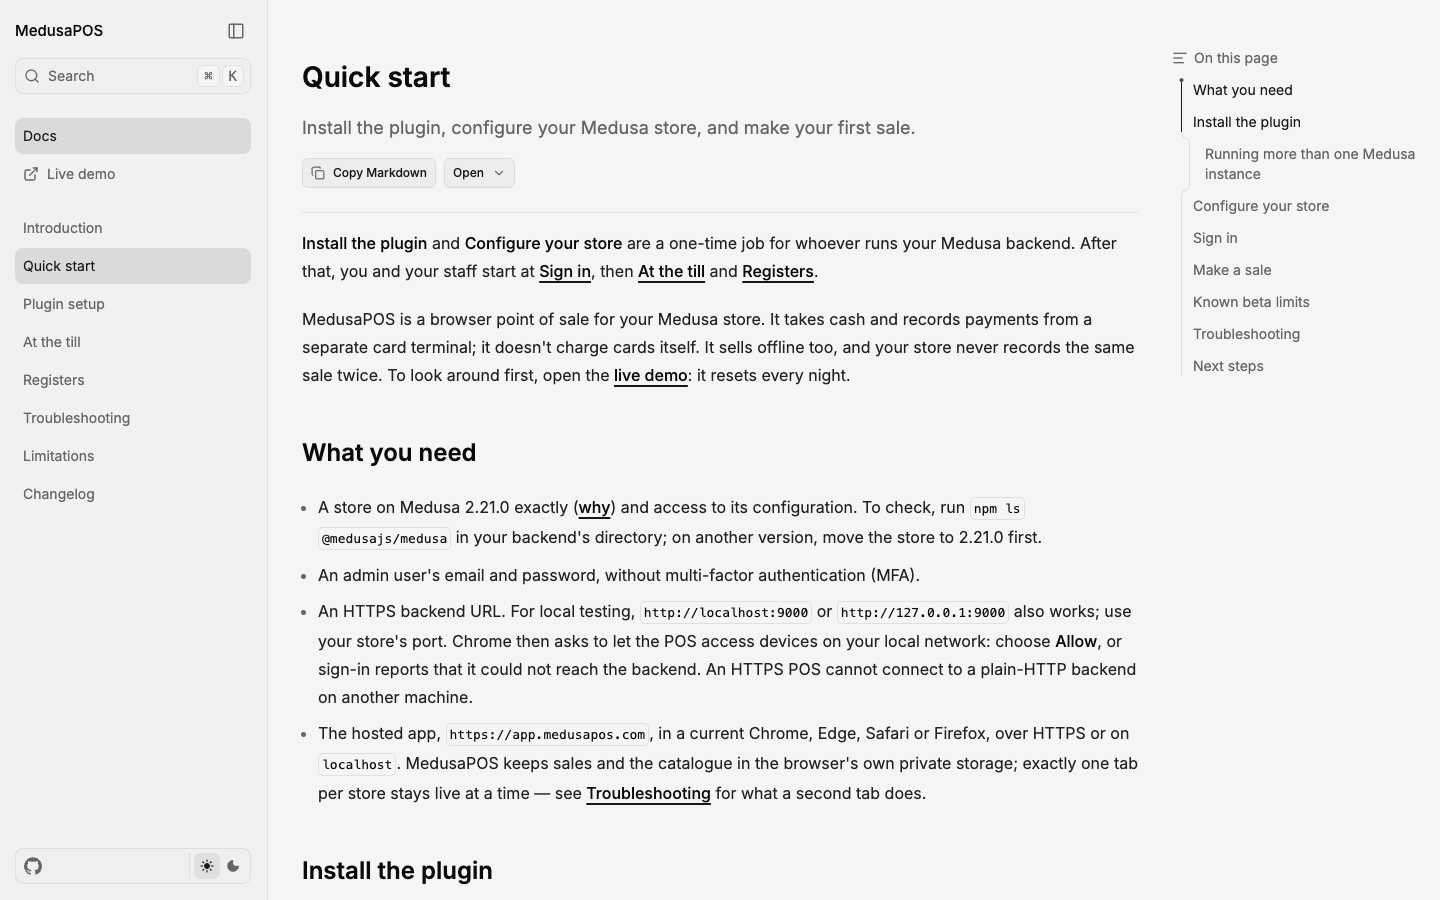 MedusaPOS
Search
⌘ K
Docs
Live demo
Introduction
Quick start
Plugin setup
At the till
Registers
Troubleshooting
Limitations
Changelog
Quick start
Install the plugin, configure your Medusa store, and make your first sale.
Copy Markdown
Open
Install the plugin and Configure your store are a one-time job for whoever runs your Medusa backend. After
that, you and your staff start at Sign in, then At the till and Registers.
MedusaPOS is a browser point of sale for your Medusa store. It takes cash and records payments from a
separate card terminal; it doesn't charge cards itself. It sells offline too, and your store never records the same
sale twice. To look around first, open the live demo: it resets every night.
What you need
A store on Medusa 2.21.0 exactly (why) and access to its configuration. To check, run npm ls
@medusajs/medusa in your backend's directory; on another version, move the store to 2.21.0 first.
An admin user's email and password, without multi-factor authentication (MFA).
An HTTPS backend URL. For local testing, http://localhost:9000 or http://127.0.0.1:9000 also works; use
your store's port. Chrome then asks to let the POS access devices on your local network: choose Allow, or
sign-in reports that it could not reach the backend. An HTTPS POS cannot connect to a plain-HTTP backend
on another machine.
The hosted app, https://app.medusapos.com, in a current Chrome, Edge, Safari or Firefox, over HTTPS or on
localhost. MedusaPOS keeps sales and the catalogue in the browser's own private storage; exactly one tab
per store stays live at a time — see Troubleshooting for what a second tab does.
Install the plugin
On this page
What you need
Install the plugin
Running more than one Medusa
instance
Configure your store
Sign in
Make a sale
Known beta limits
Troubleshooting
Next steps